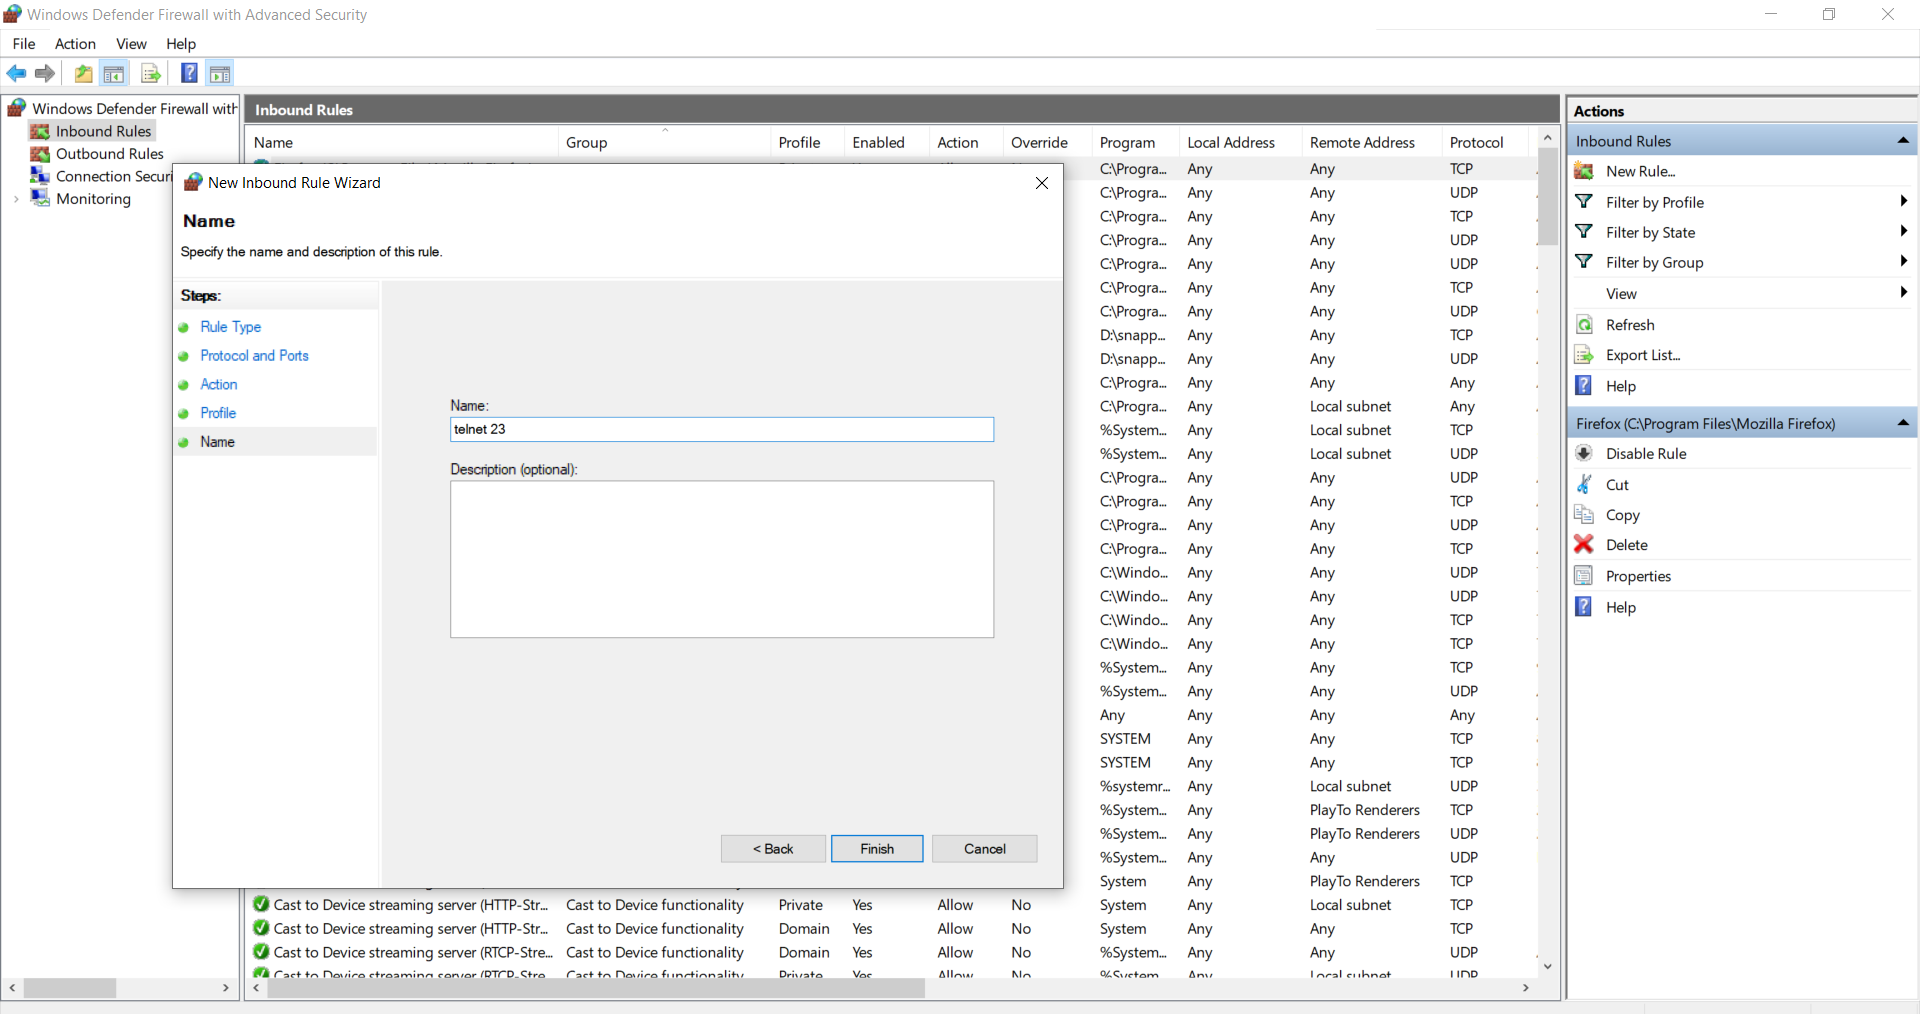 Windows Defender Firewall with Advanced Security
File Action View Help
Windows Defender Firewall with
Inbound Rules
Outbound Rules
Connection Securi
Monitoring
Inbound Rules
Name Group Profile Enabled Action Override Program Local Address Remote Address Protocol
C:\Progra... Any Any TCP
C:\Progra... Any Any UDP
C:\Progra... Any Any TCP
C:\Progra... Any Any UDP
C:\Progra... Any Any UDP
C:\Progra... Any Any TCP
C:\Progra... Any Any UDP
D:\snapp... Any Any TCP
D:\snapp... Any Any UDP
C:\Progra... Any Any Any
C:\Progra... Any Local subnet Any
%System... Any Local subnet TCP
%System... Any Local subnet UDP
C:\Progra... Any Any UDP
C:\Progra... Any Any TCP
C:\Progra... Any Any UDP
C:\Progra... Any Any TCP
C:\Windo... Any Any UDP
C:\Windo... Any Any UDP
C:\Windo... Any Any TCP
C:\Windo... Any Any TCP
%System... Any Any TCP
%System... Any Any UDP
Any Any Any Any
SYSTEM Any Any TCP
SYSTEM Any Any TCP
%systemr... Any Local subnet UDP
%System... Any PlayTo Renderers TCP
%System... Any PlayTo Renderers UDP
%System... Any Any UDP
System Any PlayTo Renderers TCP
Cast to Device streaming server (HTTP-Str... Cast to Device functionality Private Yes Allow No System Any Local subnet TCP
Cast to Device streaming server (HTTP-Str... Cast to Device functionality Domain Yes Allow No System Any Any TCP
Cast to Device streaming server (RTCP-Stre... Cast to Device functionality Domain Yes Allow No %System... Any Any UDP
Cast to Device streaming server (RTCP-Stre Cast to Device functionality Private Yes Allow No %System Any Local subnet UDP
New Inbound Rule Wizard
Name
Specify the name and description of this rule.
Steps:
Rule Type
Protocol and Ports
Action
Profile
Name
Name:
telnet 23
Description (optional):
< Back Finish Cancel
Actions
Inbound Rules
New Rule...
Filter by Profile
Filter by State
Filter by Group
View
Refresh
Export List...
Help
Firefox (C:\Program Files\Mozilla Firefox)
Disable Rule
Cut
Copy
Delete
Properties
Help